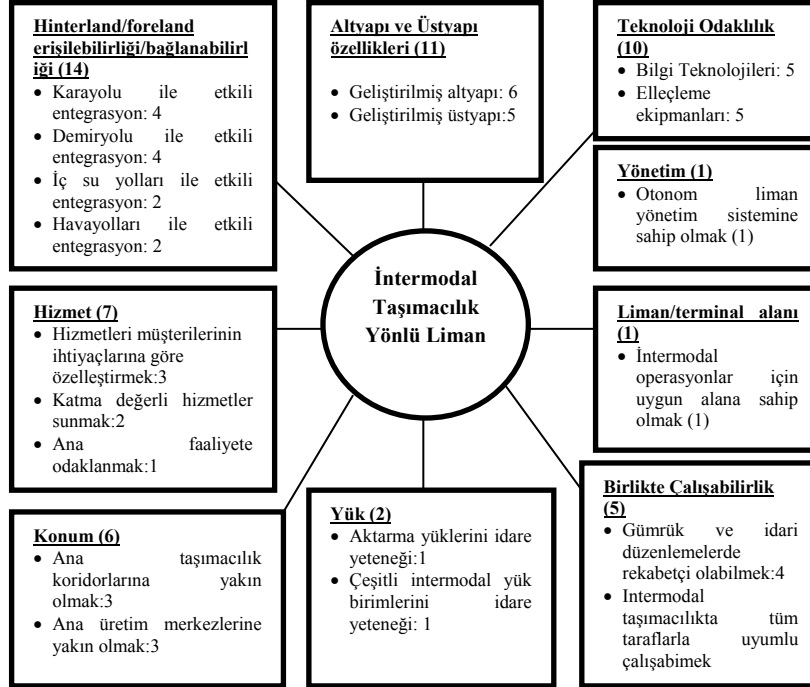 Hinterland/foreland
erişilebilirliği/bağlanabilirl
iği (14)
• Karayolu ile etkili
entegrasyon: 4
• Demiryolu ile etkili
entegrasyon: 4
• İç su yolları ile etkili
entegrasyon: 2
• Havayolları ile etkili
entegrasyon: 2
Altyapı ve Üstyapı
özellikleri (11)
• Geliştirilmiş altyapı: 6
• Geliştirilmiş üstyapı:5
Teknoloji Odaklılık
(10)
• Bilgi Teknolojileri: 5
• Elleçleme
ekipmanları: 5
Yönetim (1)
• Otonom liman
yönetim sistemine
sahip olmak (1)
İntermodal
Taşımacılık
Yönlü Liman
Hizmet (7)
• Hizmetleri müşterilerinin
ihtiyaçlarına göre
özelleştirmek:3
• Katma değerli hizmetler
sunmak:2
• Ana faaliyete
odaklanmak:1
Liman/terminal alanı
(1)
• İntermodal
operasyonlar için
uygun alana sahip
olmak (1)
Konum (6)
• Ana taşımacılık
koridorlarına yakın
olmak:3
• Ana üretim merkezlerine
yakın olmak:3
Yük (2)
• Aktarma yüklerini idare
yeteneği:1
• Çeşitli intermodal yük
birimlerini idare
yeteneği: 1
Birlikte Çalışabilirlik
(5)
• Gümrük ve idari
düzenlemelerde
rekabetçi olabilmek:4
• Intermodal
taşımacılıkta tüm
taraflarla uyumlu
çalışabimek